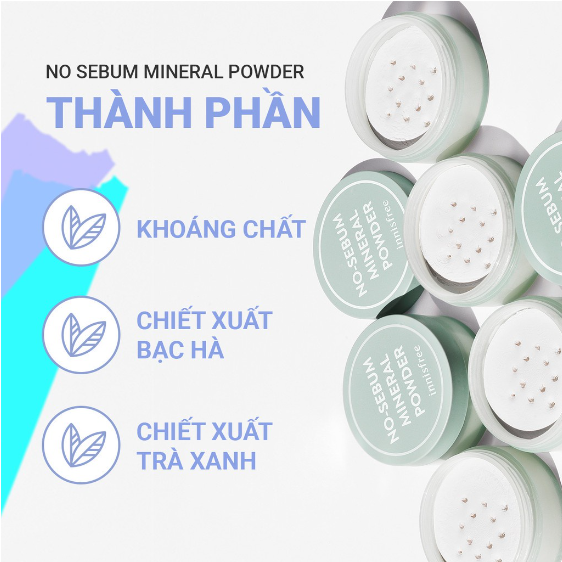 NO SEBUM MINERAL POWDER
THÀNH PHẦN
KHOÁNG CHẤT
CHIẾT XUẤT
BẠC HÀ
CHIẾT XUẤT
TRÀ XANH
NO-SEBUM
MINERAL
POWDER
innisfree
NO-SEBUM
MINERAL
POWDER
innisfree
SEBUM